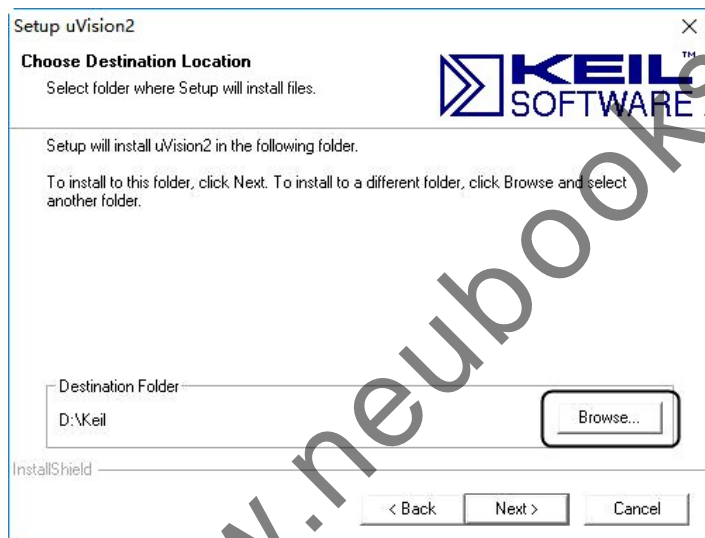 Setup uVision2
Choose Destination Location
Select folder where Setup will install files.
KEIL™
SOFTWARE
Setup will install uVision2 in the following folder.
To install to this folder, click Next. To install to a different folder, click Browse and select
another folder.
Destination Folder
D:\Keil
Browse...
InstallShield
< Back
Next >
Cancel
w.neubooks